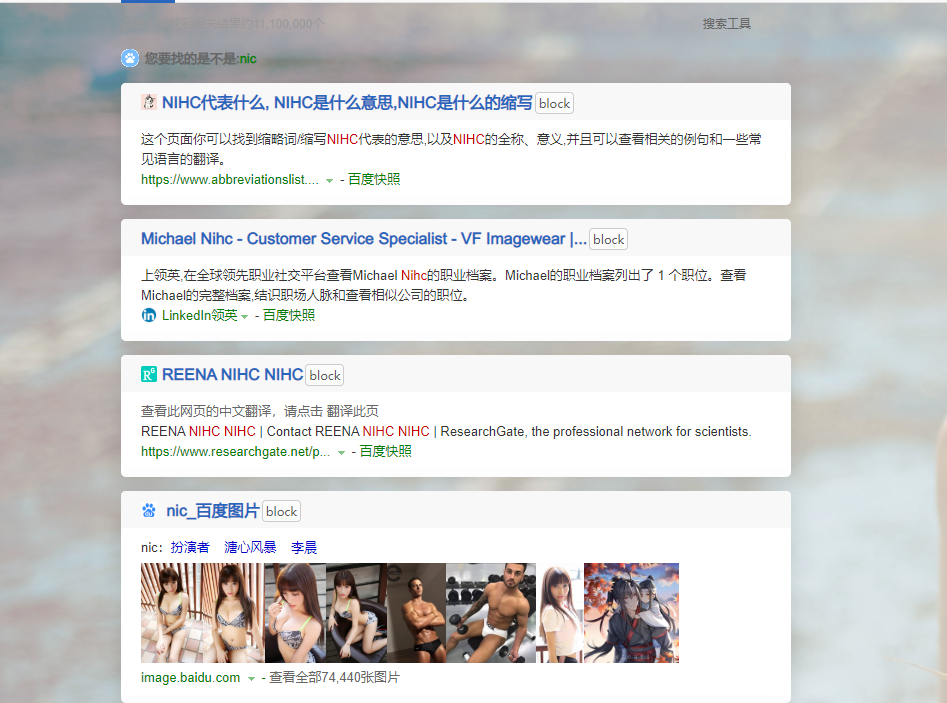 结果约11,100,000个
搜索工具
您要找的是不是:nic
NIHC代表什么, NIHC是什么意思,NIHC是什么的缩写 block
这个页面你可以找到缩略词/缩写NIHC代表的意思,以及NIHC的全称、意义,并且可以查看相关的例句和一些常
见语言的翻译。
https://www.abbreviationslist.... - 百度快照
Michael Nihc - Customer Service Specialist - VF Imagewear |... block
上领英,在全球领先职业社交平台查看Michael Nihc的职业档案。Michael的职业档案列出了 1 个职位。查看
Michael的完整档案,结识职场人脉和查看相似公司的职位。
in LinkedIn领英 - 百度快照
R⁶ REENA NIHC NIHC block
查看此网页的中文翻译，请点击 翻译此页
REENA NIHC NIHC | Contact REENA NIHC NIHC | ResearchGate, the professional network for scientists.
https://www.researchgate.net/p... - 百度快照
nic_百度图片 block
nic： 扮演者 溏心风暴 李晨
image.baidu.com - 查看全部74,440张图片